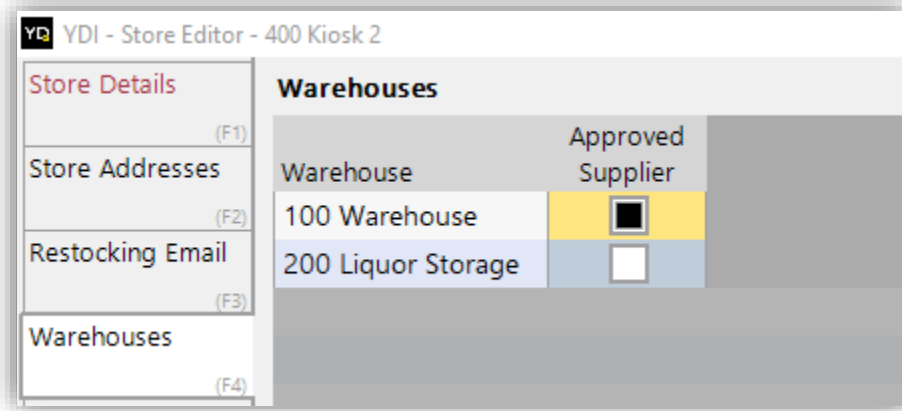 YD YDI - Store Editor - 400 Kiosk 2
Store Details
(F1)
Store Addresses
(F2)
Restocking Email
(F3)
Warehouses
(F4)
Warehouses
Warehouse Approved Supplier
100 Warehouse
200 Liquor Storage